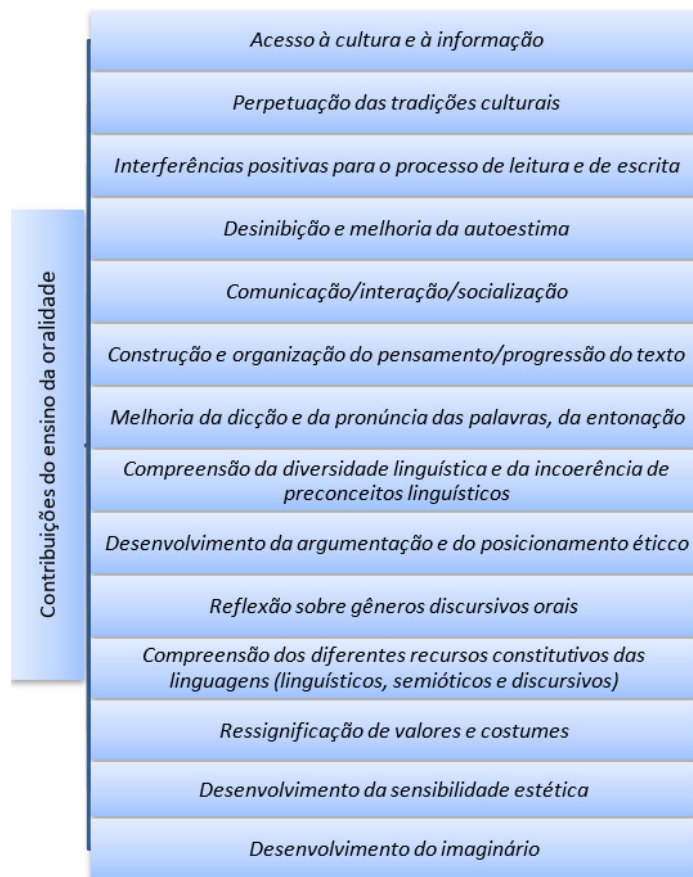 Contribuições do ensino da oralidade
Acesso à cultura e à informação
Perpetuação das tradições culturais
Interferências positivas para o processo de leitura e de escrita
Desinibição e melhoria da autoestima
Comunicação/interação/socialização
Construção e organização do pensamento/progressão do texto
Melhoria da dicção e da pronúncia das palavras, da entonação
Compreensão da diversidade linguística e da incoerência de
preconceitos linguísticos
Desenvolvimento da argumentação e do posicionamento éticco
Reflexão sobre gêneros discursivos orais
Compreensão dos diferentes recursos constitutivos das
linguagens (linguísticos, semióticos e discursivos)
Ressignificação de valores e costumes
Desenvolvimento da sensibilidade estética
Desenvolvimento do imaginário